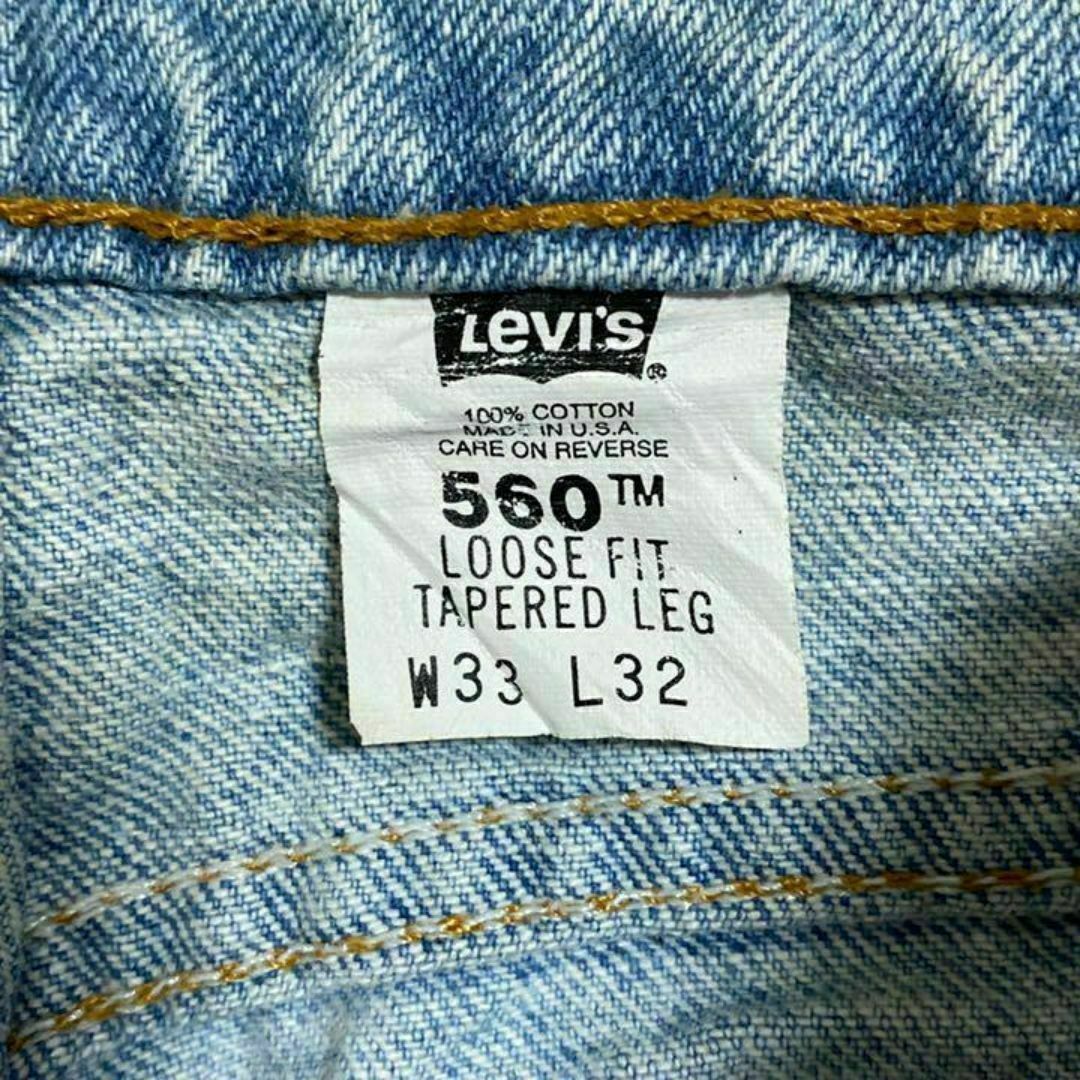 Levi's
®
100% COTTON
MADE IN U.S.A.
CARE ON REVERSE
560™
LOOSE FIT
TAPERED LEG
W33 L32